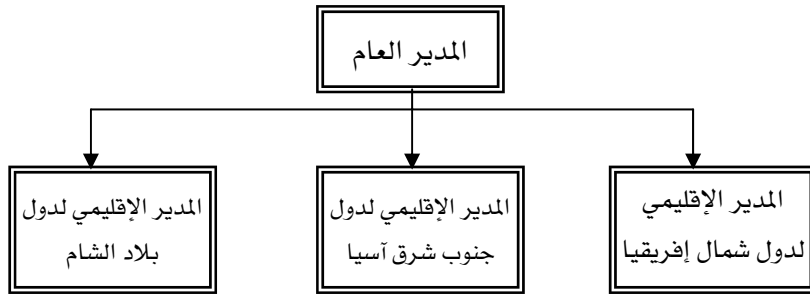 المدير العام
المدير الإقليمي
لدول شمال إفريقيا
المدير الإقليمي لدول
جنوب شرق آسيا
المدير الإقليمي لدول
بلاد الشام